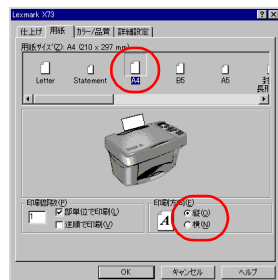 Lexmark X73
仕上げ 用紙 カラー/品質 詳細設定
用紙サイズ(Z): A4 (210 x 297 mm)
Letter Statement A4 B5 A5 封
長形
印刷部数(P)
1 部単位で印刷(L)
逆順で印刷(V)
印刷方向(E)
A 縦(O)
横(N)
OK キャンセル ヘルプ